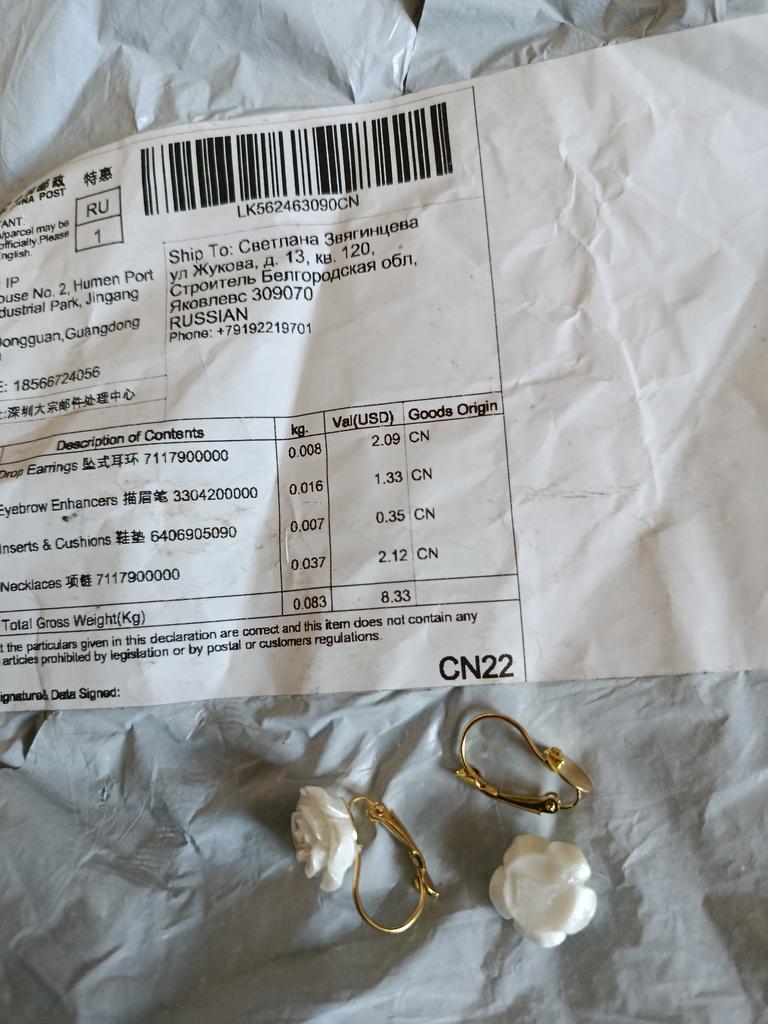 特惠
NA POST
RU
1
LK562463090CN
ANT:
/parcel may be
officially.Please
nglish.
IP
ouse No. 2, Humen Port
dustrial Park, Jingang
Dongguan,Guangdong
: 18566724056
:深圳大宗邮件处理中心
Ship To: Светлана Звягинцева
ул Жукова, д. 13, кв. 120,
Строитель Белгородская обл,
Яковлевс 309070
RUSSIAN
Phone: +79192219701
Description of Contents kg. Val(USD) Goods Origin
Drop Earrings 坠式耳环 7117900000 0.008 2.09 CN
Eyebrow Enhancers 描眉笔 3304200000 0.016 1.33 CN
Inserts & Cushions 鞋垫 6406905090 0.007 0.35 CN
Necklaces 项链 7117900000 0.037 2.12 CN
Total Gross Weight(Kg) 0.083 8.33
t the particulars given in this declaration are correct and this item does not contain any
articles prohibited by legislation or by postal or customers regulations.
ignature& Data Signed:
CN22